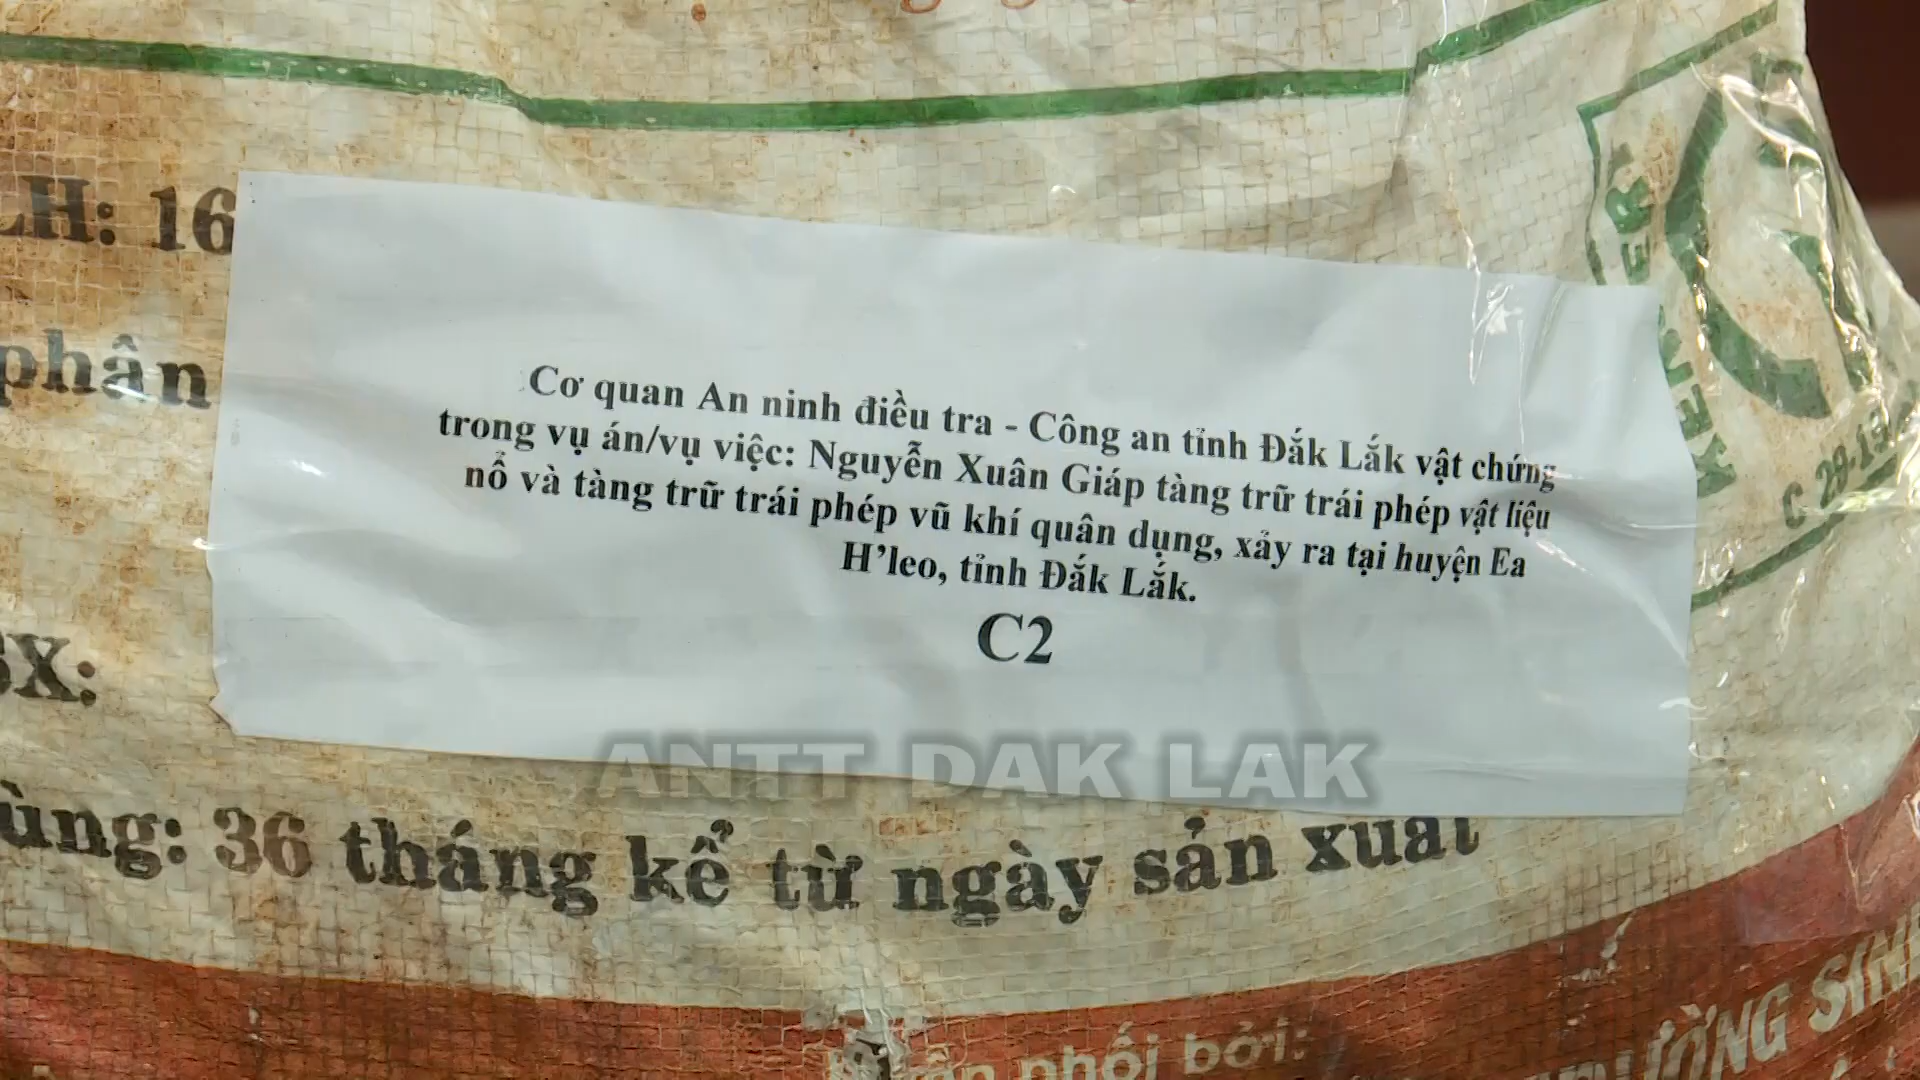 LH: 16
phân
Cơ quan An ninh điều tra - Công an tỉnh Đắk Lắk vật chứng
trong vụ án/vụ việc: Nguyễn Xuân Giáp tàng trữ trái phép vật liệu
nổ và tàng trữ trái phép vũ khí quân dụng, xảy ra tại huyện Ea
H’leo, tỉnh Đắk Lắk.
C2
SX:
ANTT DAK LAK
ùng: 36 tháng kể từ ngày sản xuất
phối bởi: